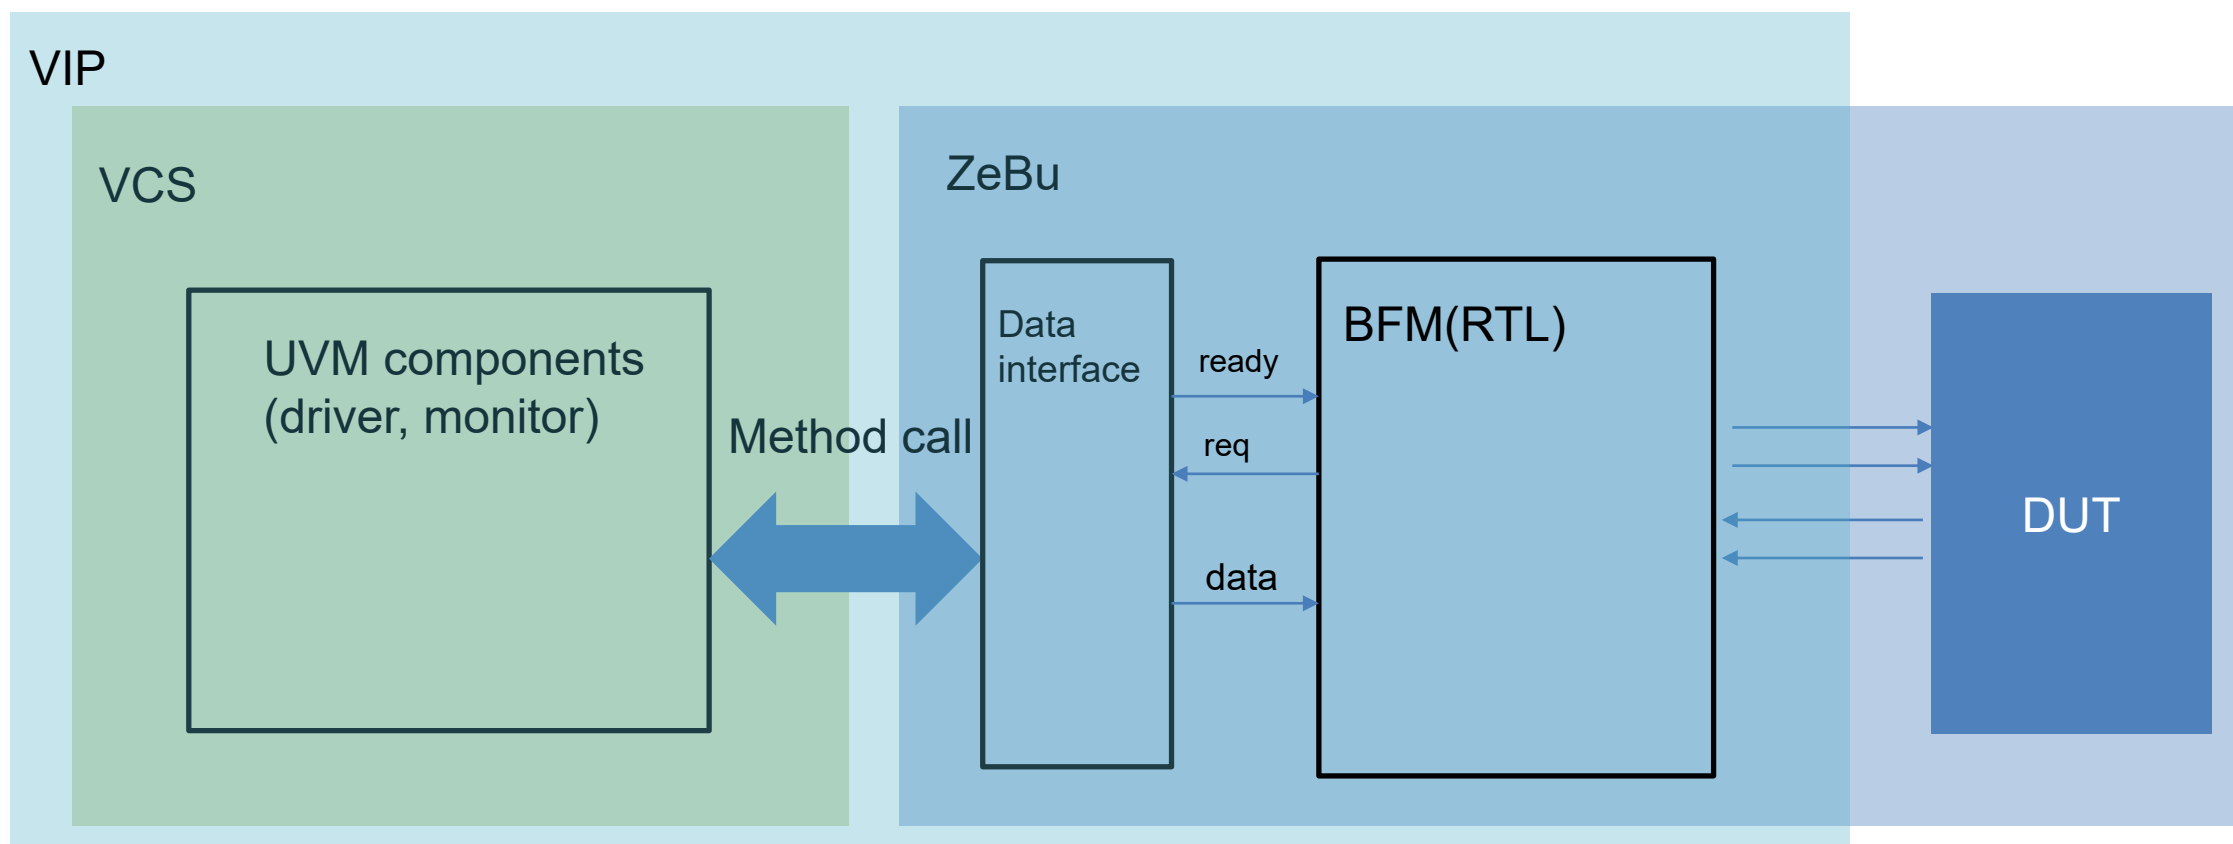 VIP
VCS
ZeBu
UVM components
(driver, monitor)
Method call
Data
interface
ready
req
data
BFM(RTL)
DUT